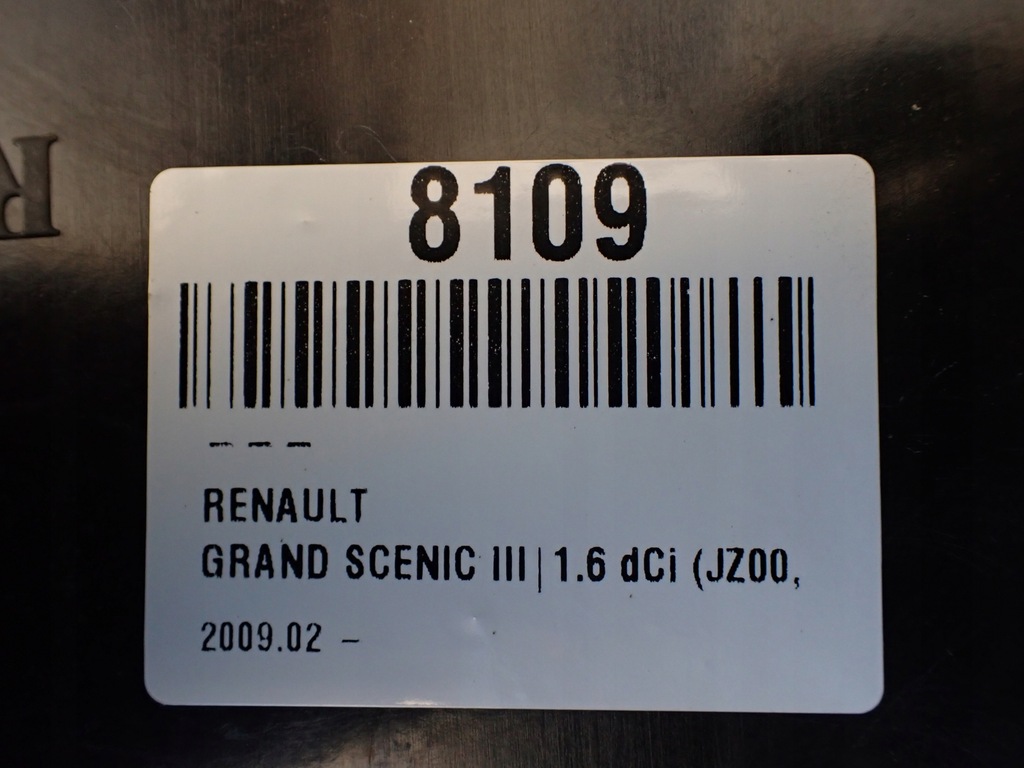 8109
– – –
RENAULT
GRAND SCENIC III | 1.6 dCi (JZ00,
2009.02 –